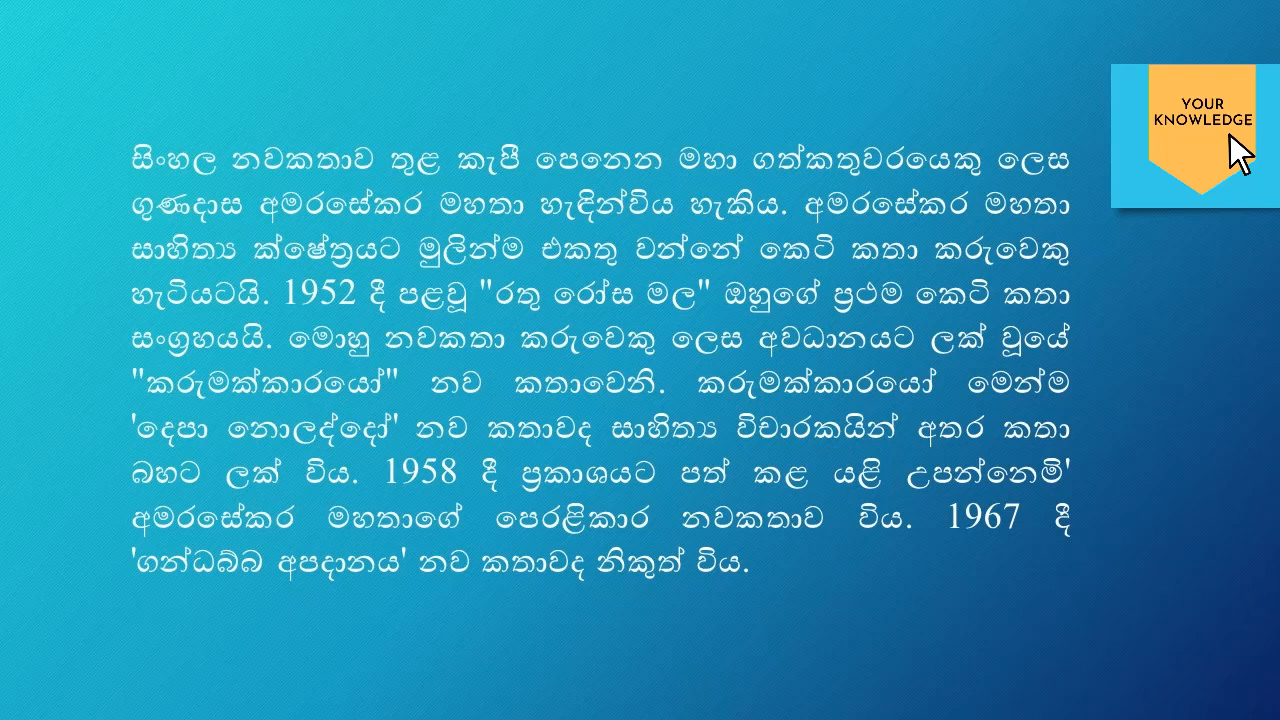 YOUR
KNOWLEDGE
සිංහල නවකතාව තුළ කැපී පෙනෙන මහා ගත්කතුවරයෙකු ලෙස
ගුණදාස අමරසේකර මහතා හැඳින්විය හැකිය. අමරසේකර මහතා
සාහිත්‍ය ක්ෂේත්‍රයට මුලින්ම එකතු වන්නේ කෙටි කතා කරුවෙකු
හැටියටයි. 1952 දී පළවූ "රතු රෝස මල" ඔහුගේ ප්‍රථම කෙටි කතා
සංග්‍රහයයි. මොහු නවකතා කරුවෙකු ලෙස අවධානයට ලක් වූයේ
"කරුමක්කාරයෝ" නව කතාවෙනි. කරුමක්කාරයෝ මෙන්ම
'දෙපා නොලද්දෝ' නව කතාවද සාහිත්‍ය විචාරකයින් අතර කතා
බහට ලක් විය. 1958 දී ප්‍රකාශයට පත් කළ යළි උපන්නෙමි'
අමරසේකර මහතාගේ පෙරළිකාර නවකතාව විය. 1967 දී
'ගන්ධබ්බ අපදානය' නව කතාවද නිකුත් විය.